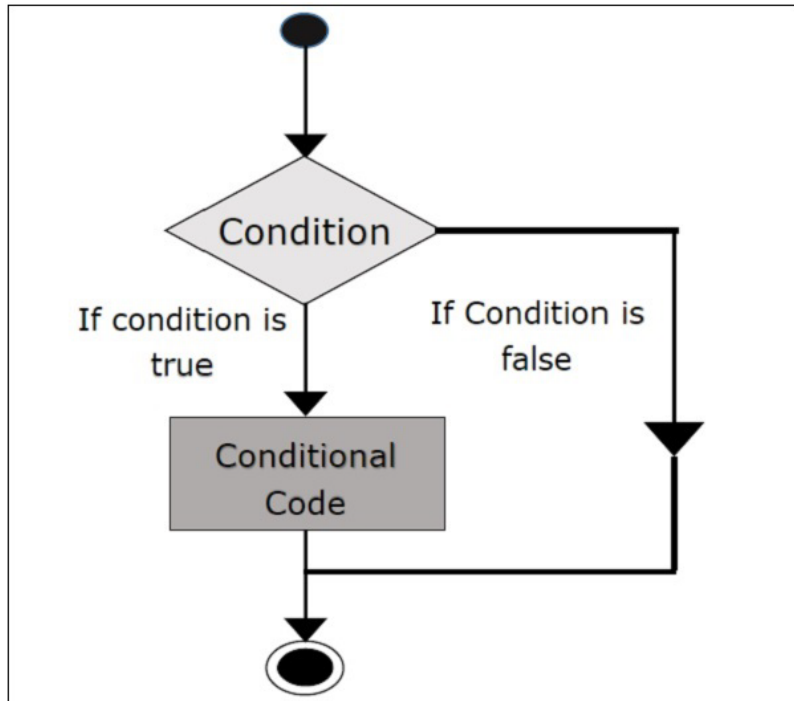 Condition
If condition is
true
If Condition is
false
Conditional
Code